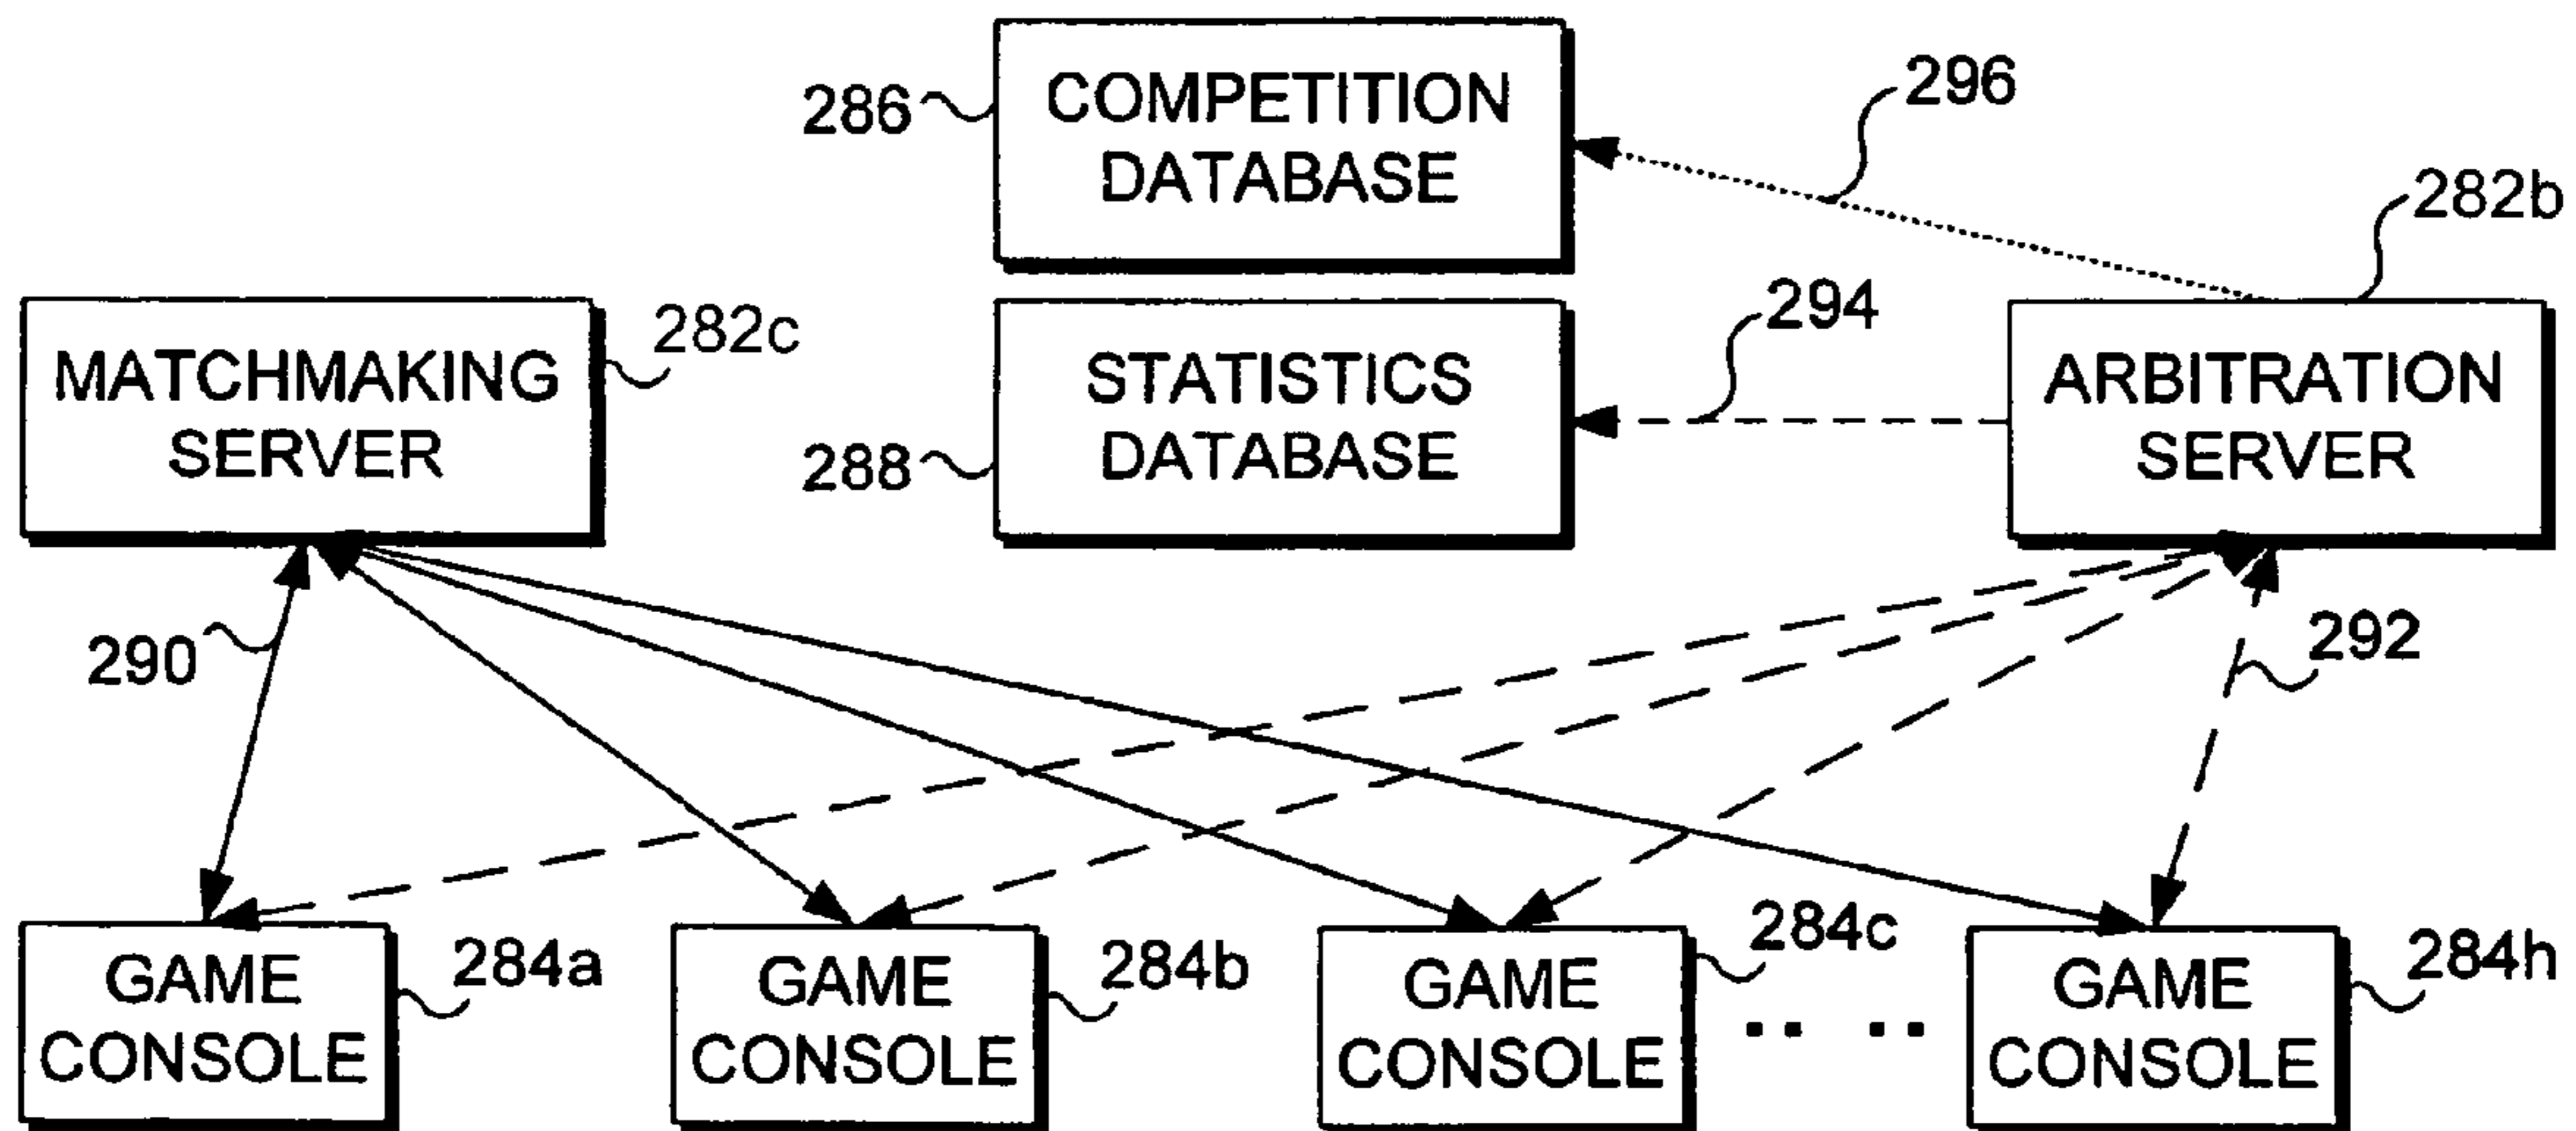 COMPETITION
DATABASE
286
296
282b
MATCHMAKING
SERVER
282c
STATISTICS
DATABASE
288
294
ARBITRATION
SERVER
290
292
GAME
CONSOLE
284a
GAME
CONSOLE
284b
GAME
CONSOLE
284c
GAME
CONSOLE
284h